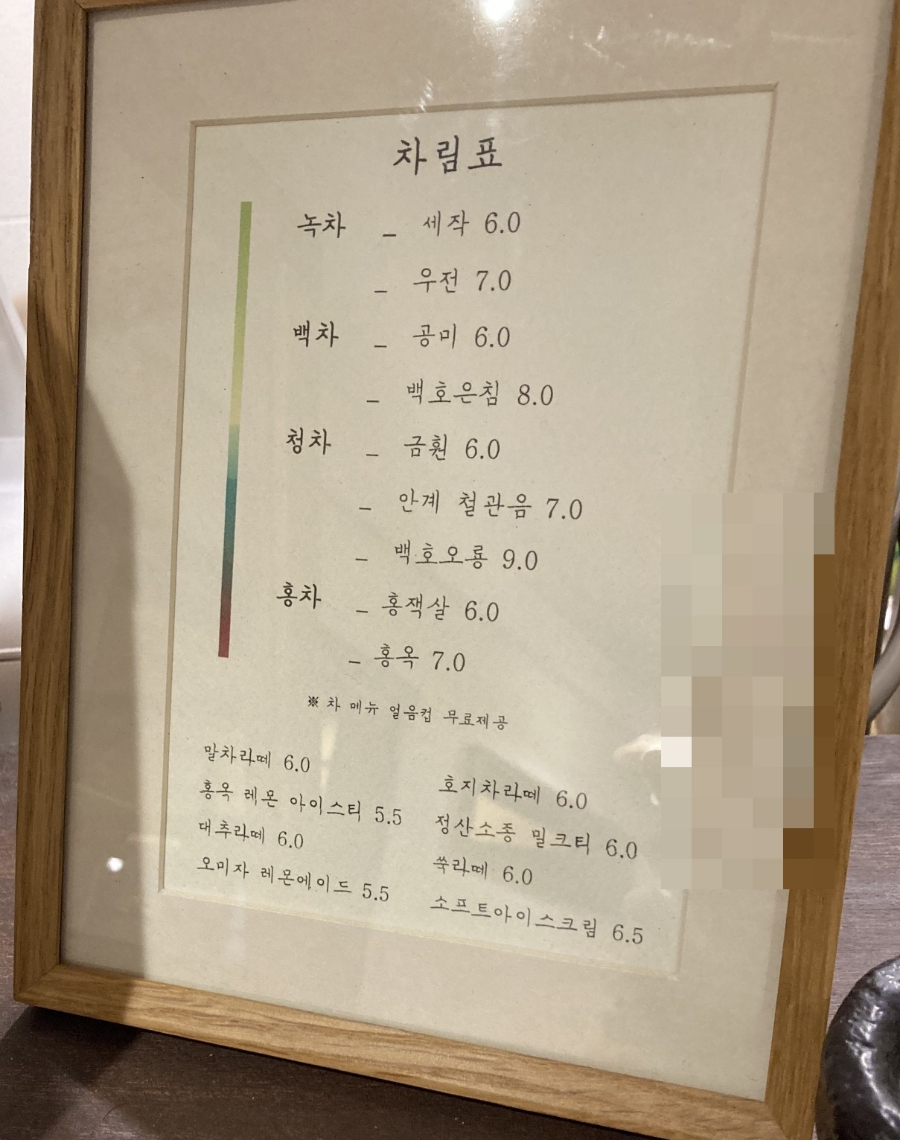 차림표
녹차 – 세작 6.0
– 우전 7.0
백차 – 공미 6.0
– 백호은침 8.0
청차 – 금훤 6.0
– 안계 철관음 7.0
– 백호오룡 9.0
홍차 – 홍잭살 6.0
– 홍옥 7.0
※ 차 메뉴 얼음컵 무료제공
말차라떼 6.0
홍옥 레몬 아이스티 5.5
대추라떼 6.0
오미자 레몬에이드 5.5
호지차라떼 6.0
정산소종 밀크티 6.0
쑥라떼 6.0
소프트아이스크림 6.5